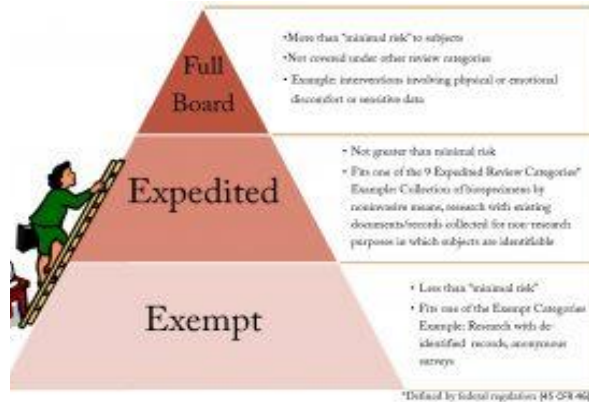 Full
Board
•More than "minimal risk" to subjects
•Not covered under other review categories
• Example: interventions involving physical or emotional
discomfort or sensitive data
Expedited
• Not greater than minimal risk
• Fits one of the 9 Expedited Review Categories*
Example: Collection of biospecimens by
noninvasive means, research with existing
documents/records collected for non-research
purposes in which subjects are identifiable
Exempt
• Less than "minimal risk"
• Fits one of the Exempt Categories
Example: Research with de-
identified records, anonymous
surveys
*Defined by federal regulation (45 CFR 46)